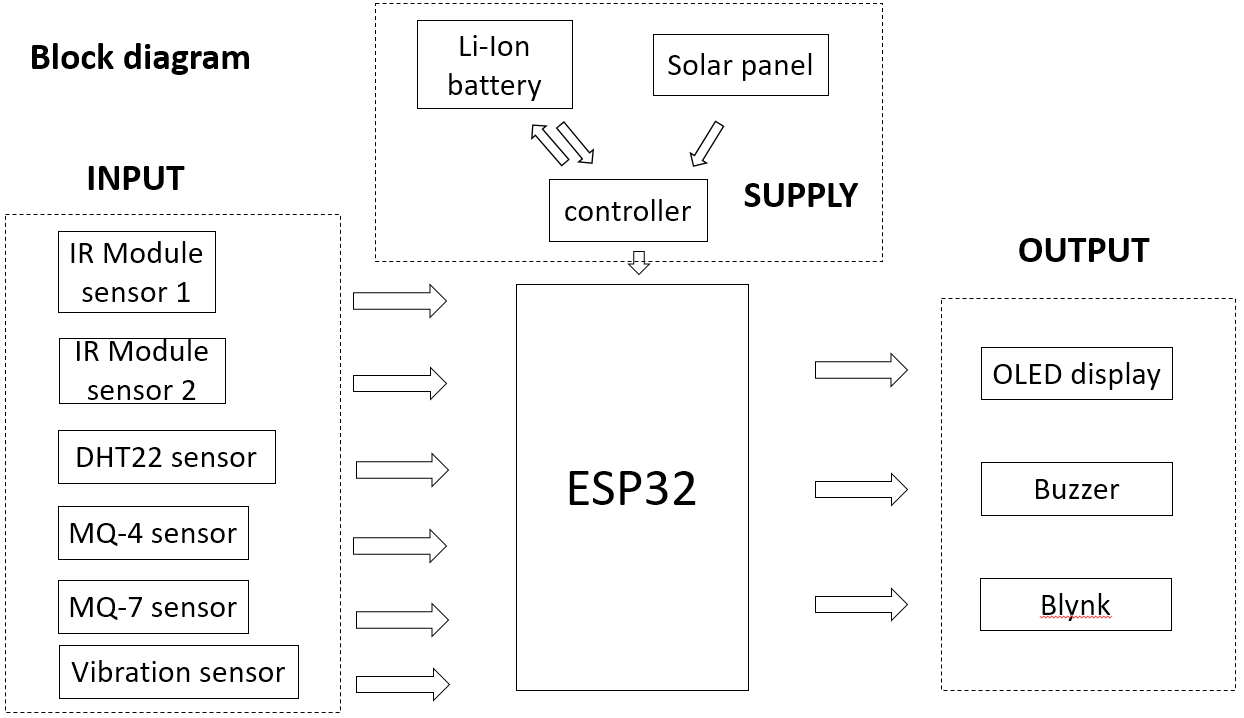 Block diagram
Li-Ion
battery
Solar panel
controller
SUPPLY
INPUT
IR Module
sensor 1
IR Module
sensor 2
DHT22 sensor
MQ-4 sensor
MQ-7 sensor
Vibration sensor
ESP32
OUTPUT
OLED display
Buzzer
Blynk